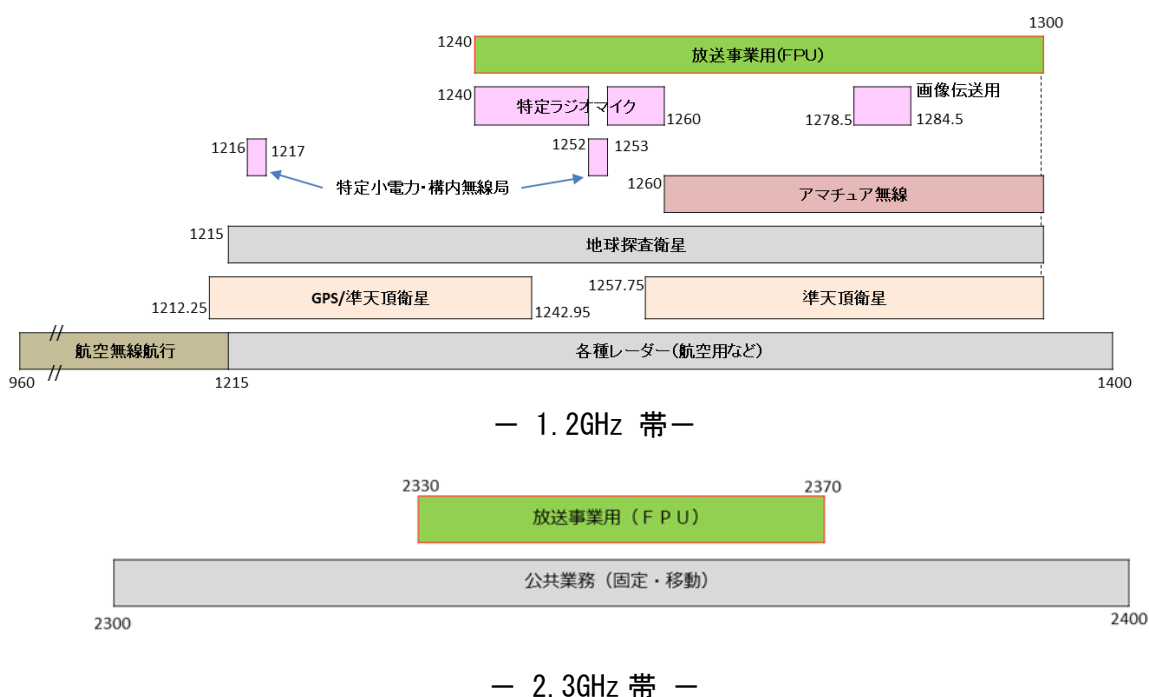 1300
1240
放送事業用(FPU)
1240
特定ラジオマイク
1260
1278.5
画像伝送用
1284.5
1216
1217
1252
1253
特定小電力・構内無線局
1260
アマチュア無線
1215
地球探査衛星
1212.25
GPS/準天頂衛星
1242.95
1257.75
準天頂衛星
航空無線航行
各種レーダー(航空用など)
960
1215
1400
－ 1.2GHz 帯－
2330
2370
放送事業用（ＦＰＵ）
公共業務（固定・移動）
2300
2400
－ 2.3GHz 帯 －